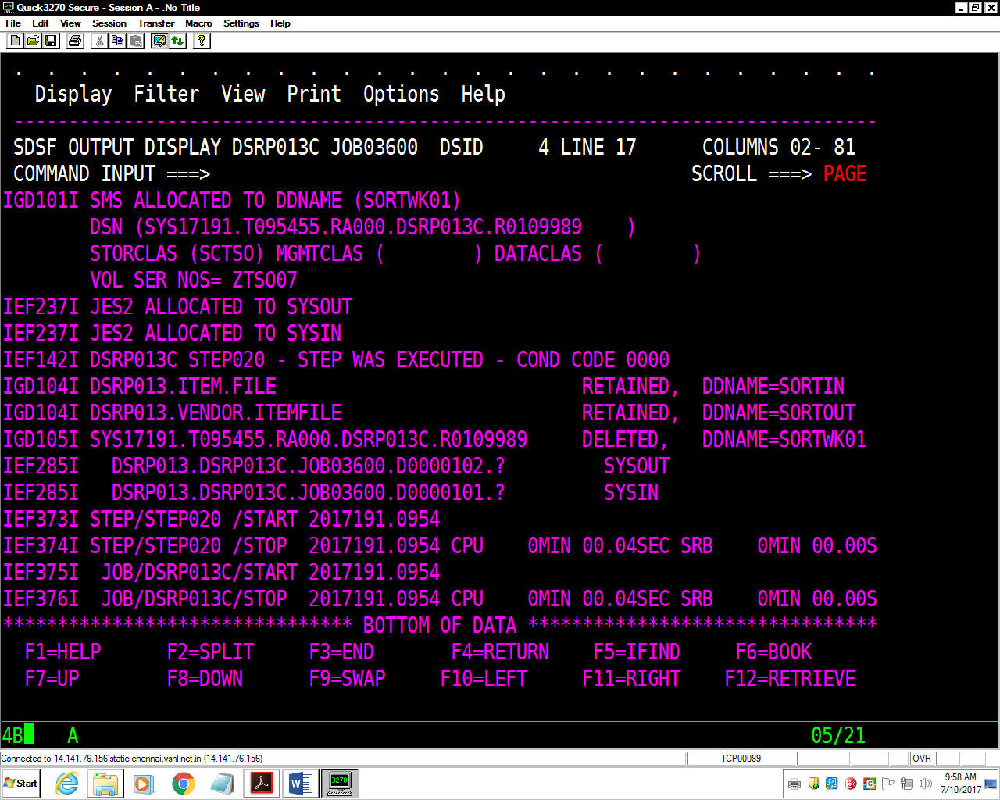 Quick3270 Secure - Session A - .No Title
File Edit View Session Transfer Macro Settings Help
. . . . . . . . . . . . . . . . . . . . . . . . . . .
Display Filter View Print Options Help
-------------------------------------------------------------------------------
SDSF OUTPUT DISPLAY DSRP013C JOB03600 DSID 4 LINE 17 COLUMNS 02- 81
COMMAND INPUT ===> SCROLL ===> PAGE
IGD101I SMS ALLOCATED TO DDNAME (SORTWK01)
DSN (SYS17191.T095455.RA000.DSRP013C.R0109989 )
STORCLAS (SCTSO) MGMTCLAS ( ) DATACLAS ( )
VOL SER NOS= ZTSO07
IEF237I JES2 ALLOCATED TO SYSOUT
IEF237I JES2 ALLOCATED TO SYSIN
IEF142I DSRP013C STEP020 - STEP WAS EXECUTED - COND CODE 0000
IGD104I DSRP013.ITEM.FILE RETAINED, DDNAME=SORTIN
IGD104I DSRP013.VENDOR.ITEMFILE RETAINED, DDNAME=SORTOUT
IGD105I SYS17191.T095455.RA000.DSRP013C.R0109989 DELETED, DDNAME=SORTWK01
IEF285I DSRP013.DSRP013C.JOB03600.D0000102.? SYSOUT
IEF285I DSRP013.DSRP013C.JOB03600.D0000101.? SYSIN
IEF373I STEP/STEP020 /START 2017191.0954
IEF374I STEP/STEP020 /STOP 2017191.0954 CPU 0MIN 00.04SEC SRB 0MIN 00.00S
IEF375I JOB/DSRP013C/START 2017191.0954
IEF376I JOB/DSRP013C/STOP 2017191.0954 CPU 0MIN 00.04SEC SRB 0MIN 00.00S
******************************** BOTTOM OF DATA ********************************
F1=HELP F2=SPLIT F3=END F4=RETURN F5=IFIND F6=BOOK
F7=UP F8=DOWN F9=SWAP F10=LEFT F11=RIGHT F12=RETRIEVE
4B A 05/21
Connected to 14.141.76.156.static-chennai.vsnl.net.in (14.141.76.156) TCP00089 OVR
Start 3270 9:58 AM
7/10/2017